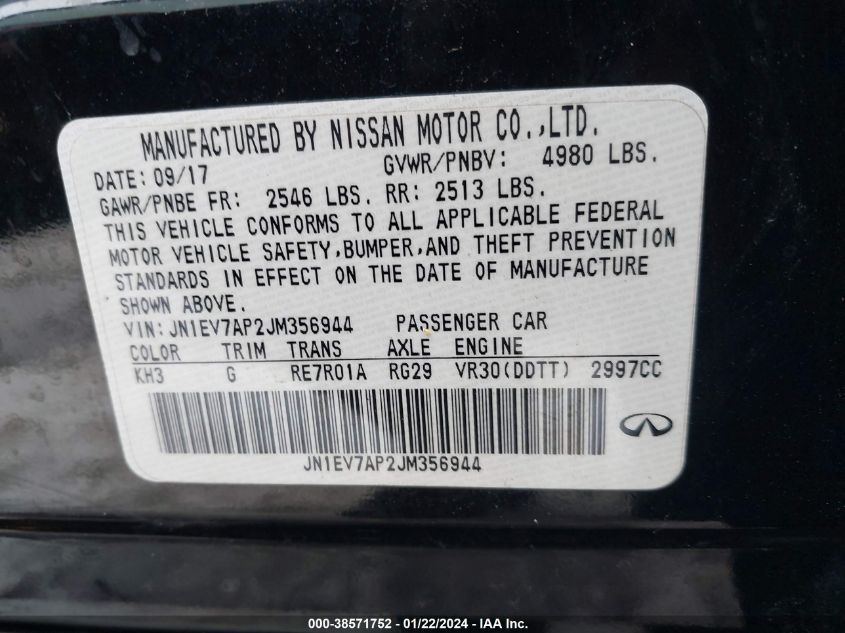 MANUFACTURED BY NISSAN MOTOR CO.,LTD.
DATE: 09/17 GVWR/PNBV: 4980 LBS.
GAWR/PNBE FR: 2546 LBS. RR: 2513 LBS.
THIS VEHICLE CONFORMS TO ALL APPLICABLE FEDERAL
MOTOR VEHICLE SAFETY,BUMPER,AND THEFT PREVENTION
STANDARDS IN EFFECT ON THE DATE OF MANUFACTURE
SHOWN ABOVE.
VIN: JN1EV7AP2JM356944 PASSENGER CAR
COLOR TRIM TRANS AXLE ENGINE
KH3 G RE7R01A RG29 VR30(DDTT) 2997CC
JN1EV7AP2JM356944
000-38571752 - 01/22/2024 - IAA Inc.